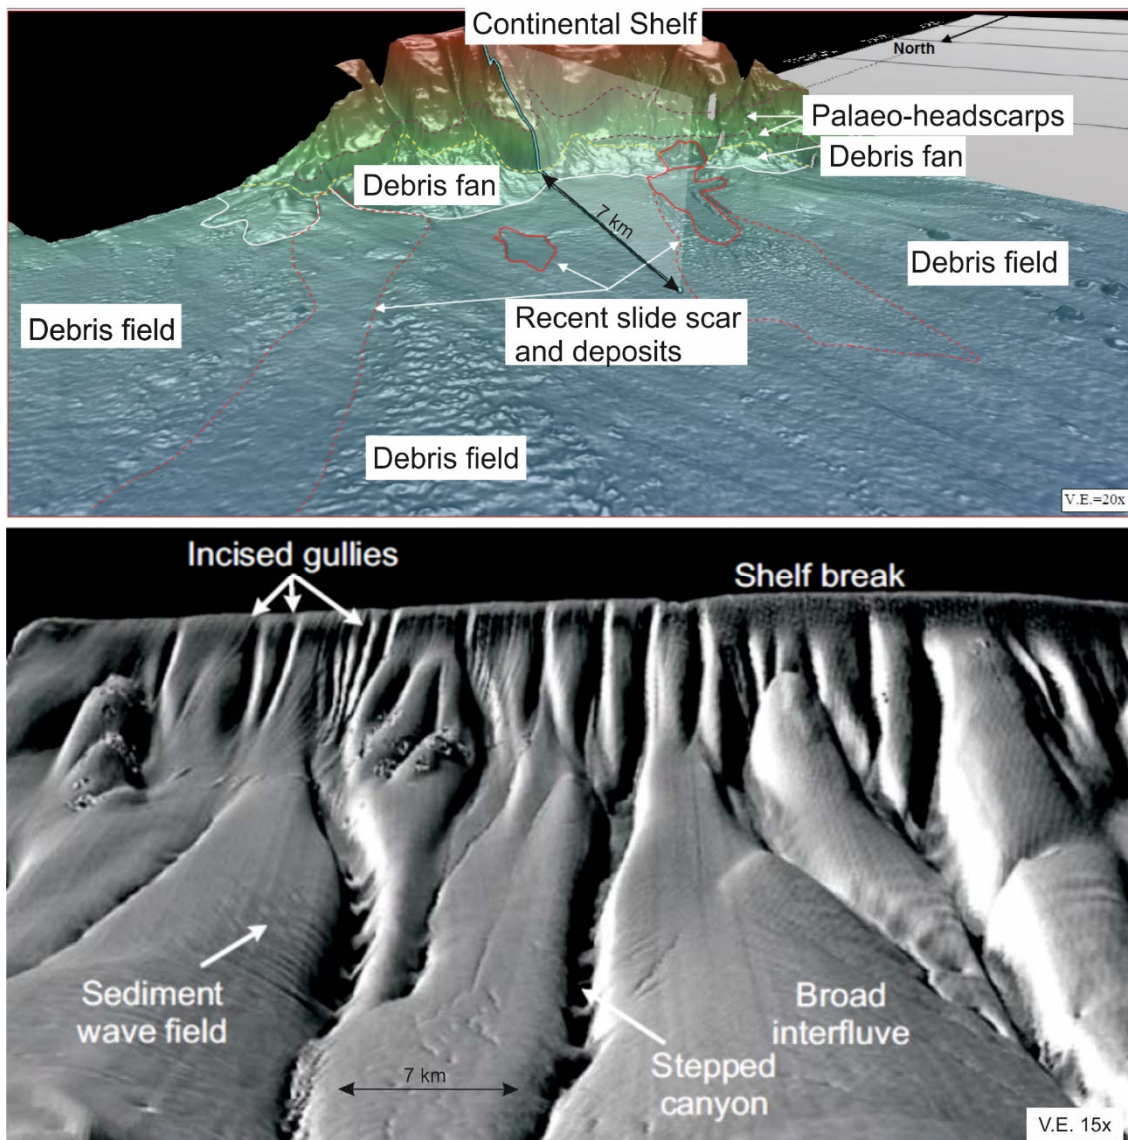 Continental Shelf
North
Palaeo-headscarps
Debris fan
Debris fan
7 km
Debris field
Debris field
Recent slide scar
and deposits
Debris field
V.E.=20x
Incised gullies
Shelf break
Sediment
wave field
Broad
interfluve
Stepped
canyon
7 km
V.E. 15x